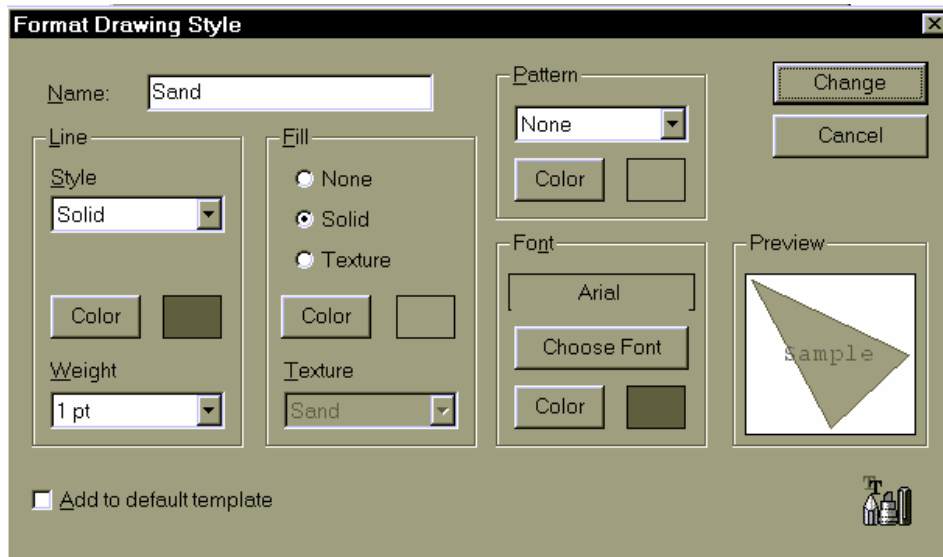 Format Drawing Style
Name: Sand
Line
Style
Solid
Color
Weight
1 pt
Fill
None
Solid
Texture
Color
Texture
Sand
Pattern
None
Color
Font
Arial
Choose Font
Color
Change
Cancel
Preview
Sample
Add to default template